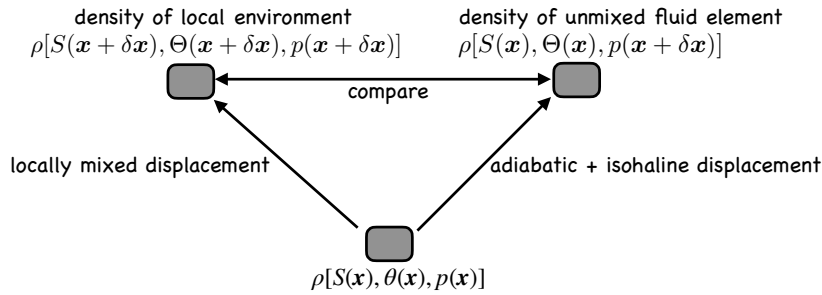 density of local environment
ρ[S(x + δx), Θ(x + δx), p(x + δx)]
density of unmixed fluid element
ρ[S(x), Θ(x), p(x + δx)]
compare
locally mixed displacement
adiabatic + isohaline displacement
ρ[S(x), θ(x), p(x)]